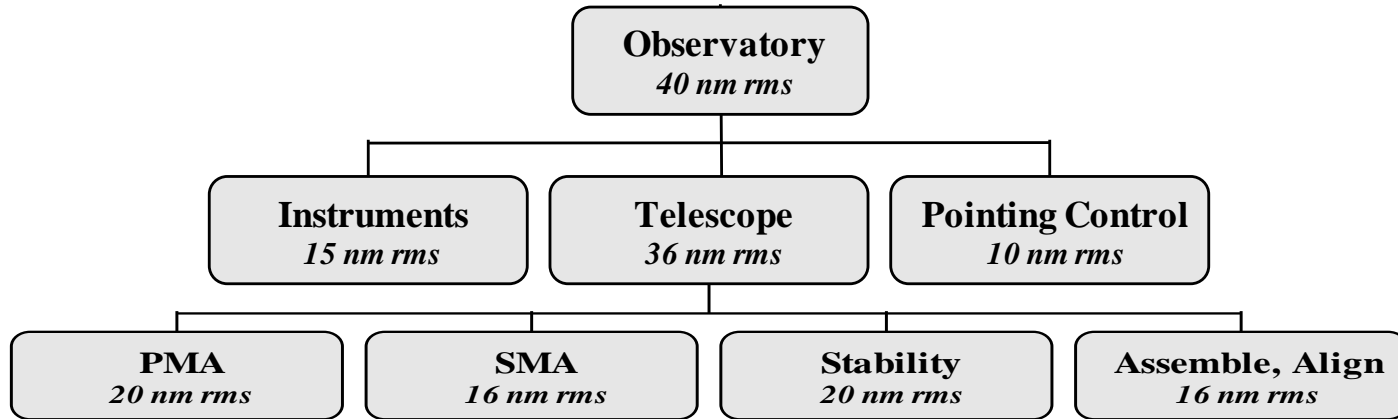 Observatory
40 nm rms
Instruments
15 nm rms
Telescope
36 nm rms
Pointing Control
10 nm rms
PMA
20 nm rms
SMA
16 nm rms
Stability
20 nm rms
Assemble, Align
16 nm rms